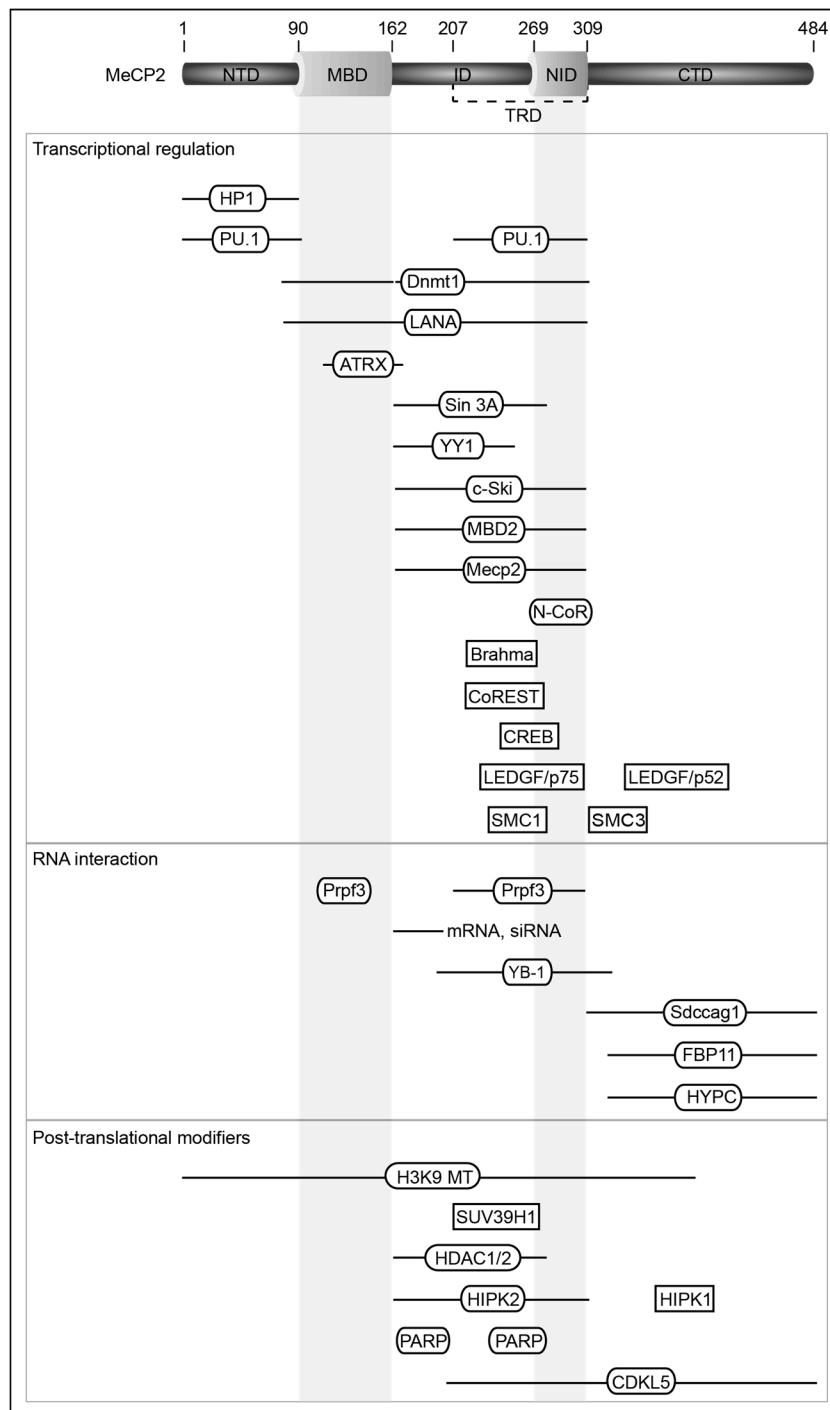 1 90 162 207 269 309 484
MeCP2 NTD MBD ID NID CTD
TRD
Transcriptional regulation
HP1
PU.1 PU.1
Dnmt1
LANA
ATRX
Sin 3A
YY1
c-Ski
MBD2
Mecp2
N-CoR
Brahma
CoREST
CREB
LEDGF/p75 LEDGF/p52
SMC1 SMC3
RNA interaction
Prpf3 Prpf3
mRNA, siRNA
YB-1
Sdccag1
FBP11
HYPC
Post-translational modifiers
H3K9 MT
SUV39H1
HDAC1/2
HIPK2 HIPK1
PARP PARP
CDKL5